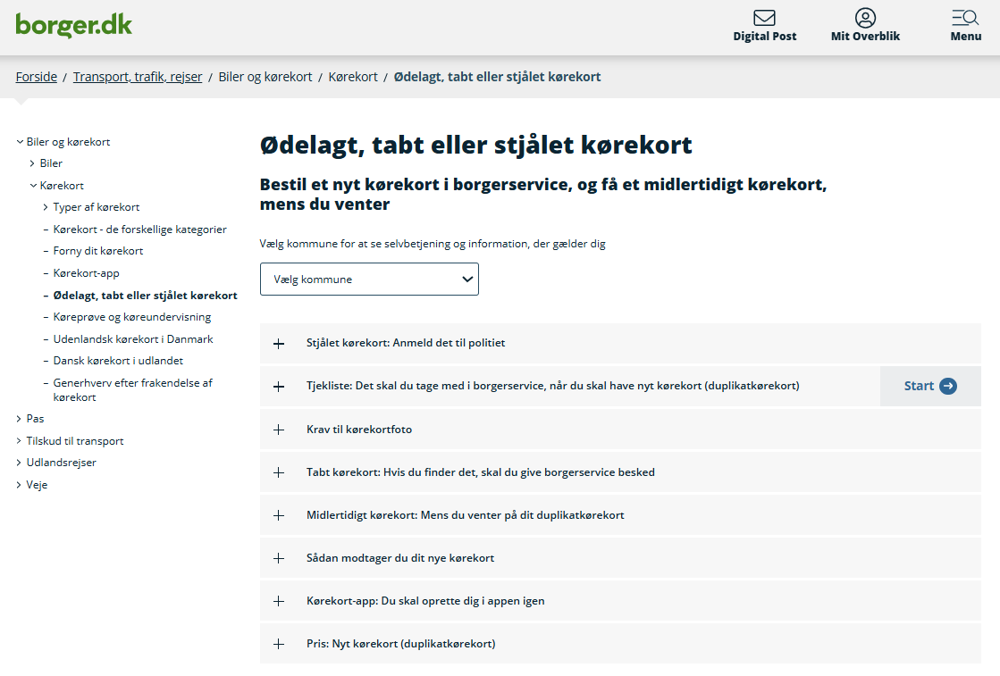 borger.dk
Digital Post
Mit Overblik
Menu
Forside / Transport, trafik, rejser / Biler og kørekort / Kørekort / Ødelagt, tabt eller stjålet kørekort
Biler og kørekort
Biler
Kørekort
Typer af kørekort
– Kørekort - de forskellige kategorier
– Forny dit kørekort
– Kørekort-app
– Ødelagt, tabt eller stjålet kørekort
– Køreprøve og køreundervisning
– Udenlandsk kørekort i Danmark
– Dansk kørekort i udlandet
– Generhverv efter frakendelse af
kørekort
Pas
Tilskud til transport
Udlandsrejser
Veje
Ødelagt, tabt eller stjålet kørekort
Bestil et nyt kørekort i borgerservice, og få et midlertidigt kørekort,
mens du venter
Vælg kommune for at se selvbetjening og information, der gælder dig
Vælg kommune
Stjålet kørekort: Anmeld det til politiet
Tjekliste: Det skal du tage med i borgerservice, når du skal have nyt kørekort (duplikatkørekort)
Start
Krav til kørekortfoto
Tabt kørekort: Hvis du finder det, skal du give borgerservice besked
Midlertidigt kørekort: Mens du venter på dit duplikatkørekort
Sådan modtager du dit nye kørekort
Kørekort-app: Du skal oprette dig i appen igen
Pris: Nyt kørekort (duplikatkørekort)